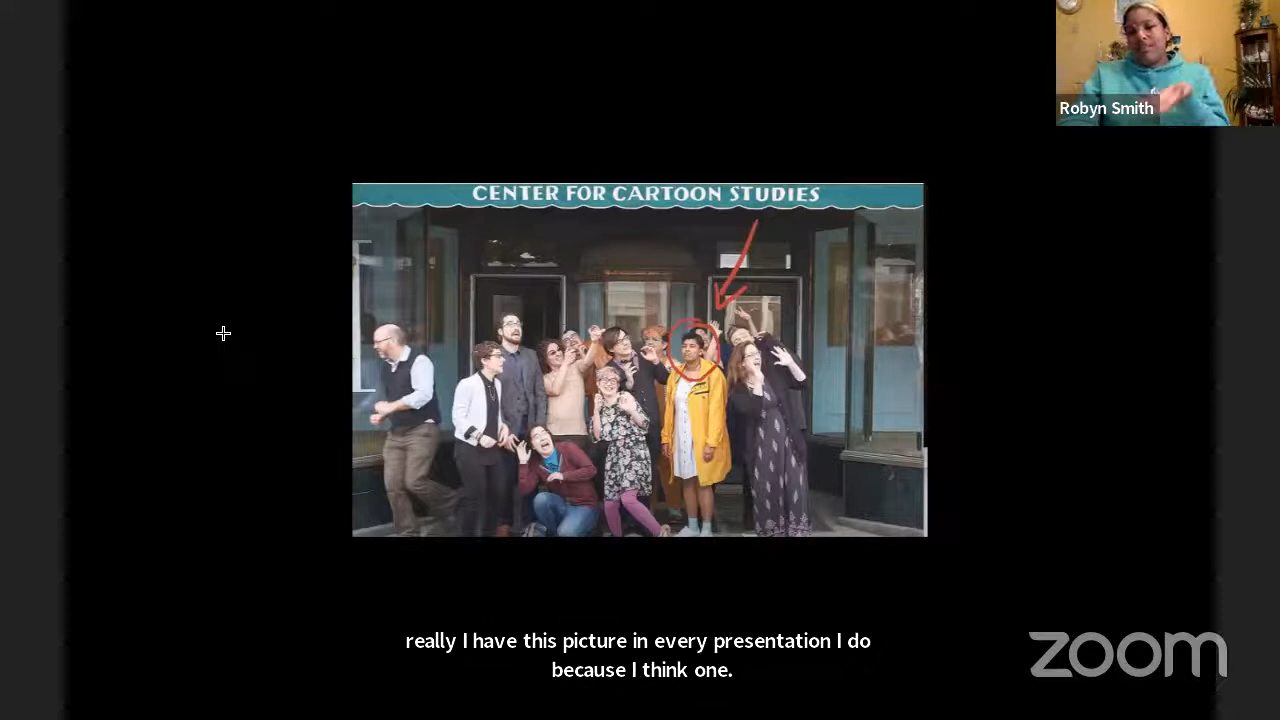 Robyn Smith
CENTER FOR CARTOON STUDIES
really I have this picture in every presentation I do
because I think one.
zoom